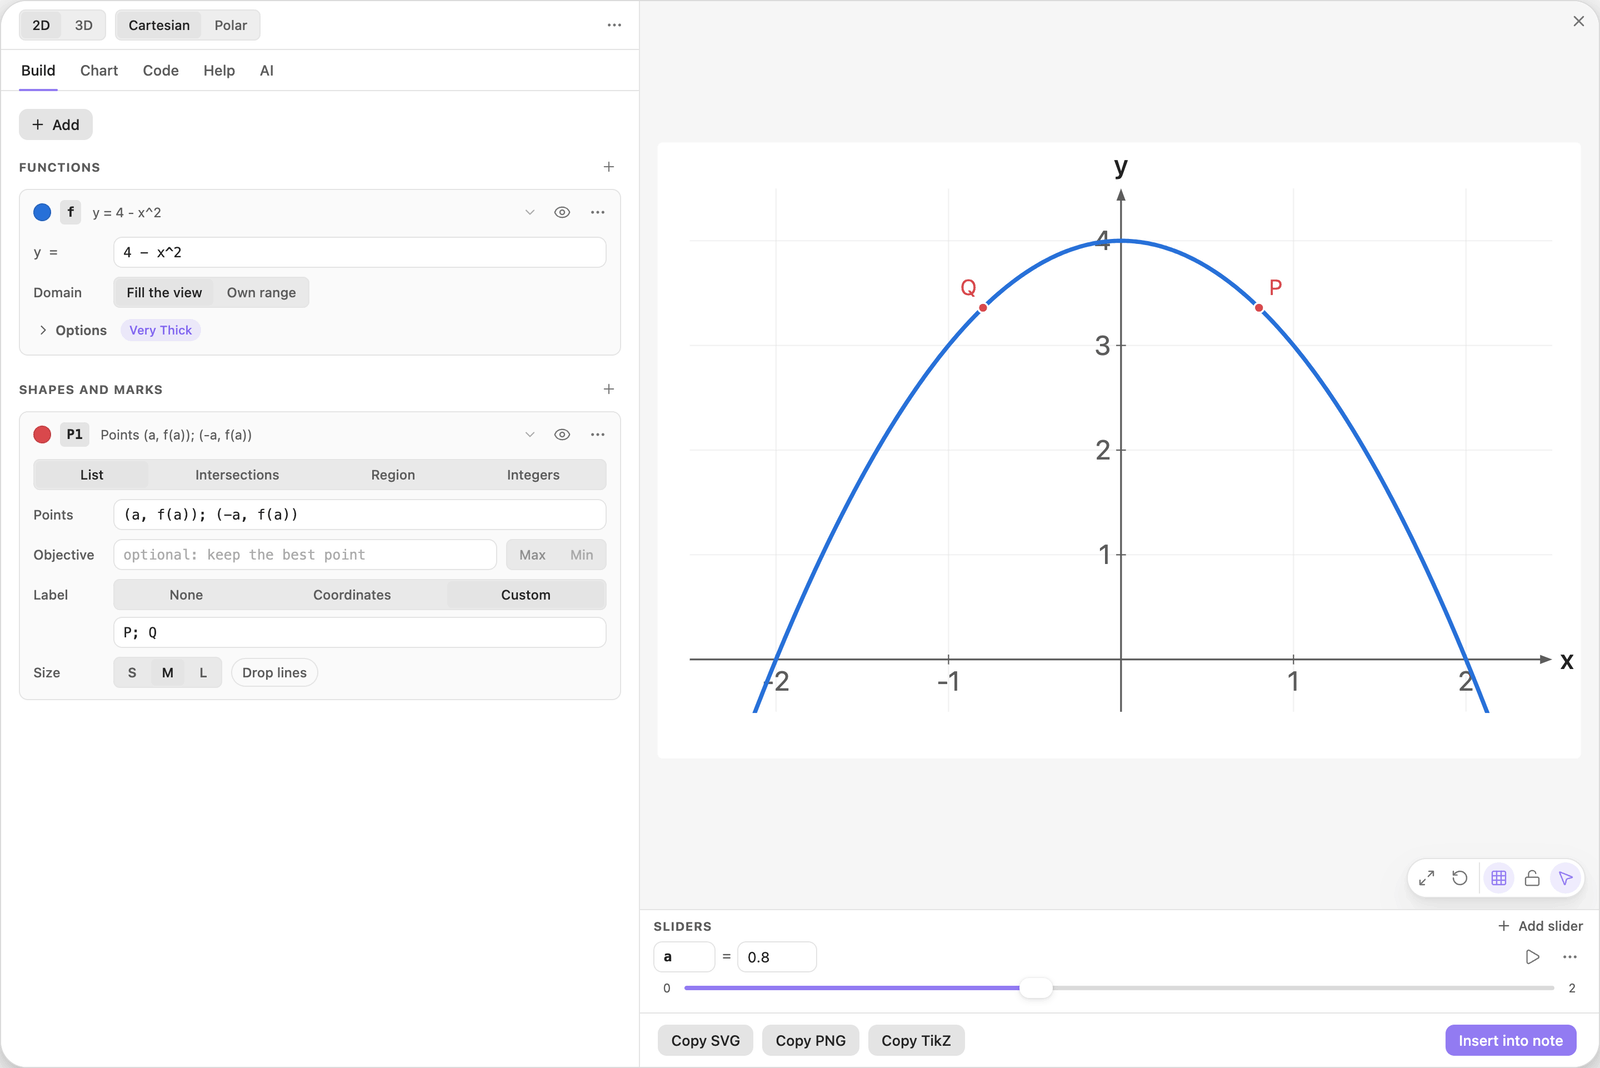 2D 3D Cartesian Polar
Build Chart Code Help AI
+ Add
FUNCTIONS
f y = 4 - x^2
y = 4 − x^2
Domain Fill the view Own range
Options Very Thick
SHAPES AND MARKS
P1 Points (a, f(a)); (-a, f(a))
List Intersections Region Integers
Points (a, f(a)); (−a, f(a))
Objective optional: keep the best point Max Min
Label None Coordinates Custom
P; Q
Size S M L Drop lines
y
4
Q P
3
2
1
x
-2 -1 1 2
SLIDERS + Add slider
a = 0.8
0 2
Copy SVG Copy PNG Copy TikZ Insert into note